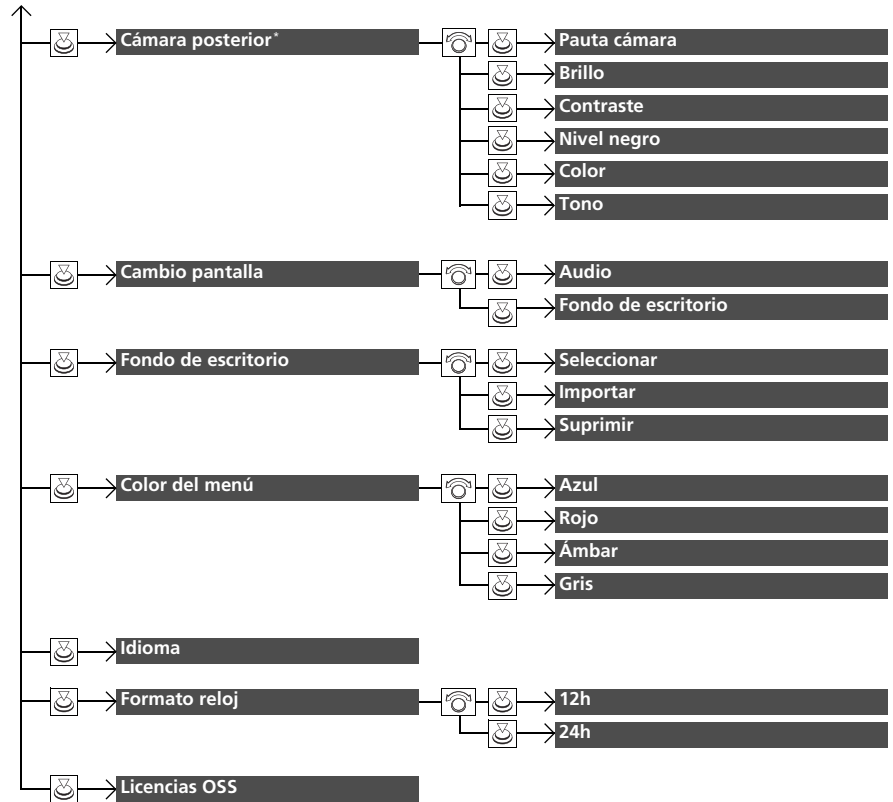 Cámara posterior*
Pauta cámara
Brillo
Contraste
Nivel negro
Color
Tono
Cambio pantalla
Audio
Fondo de escritorio
Fondo de escritorio
Seleccionar
Importar
Suprimir
Color del menú
Azul
Rojo
Ámbar
Gris
Idioma
Formato reloj
12h
24h
Licencias OSS